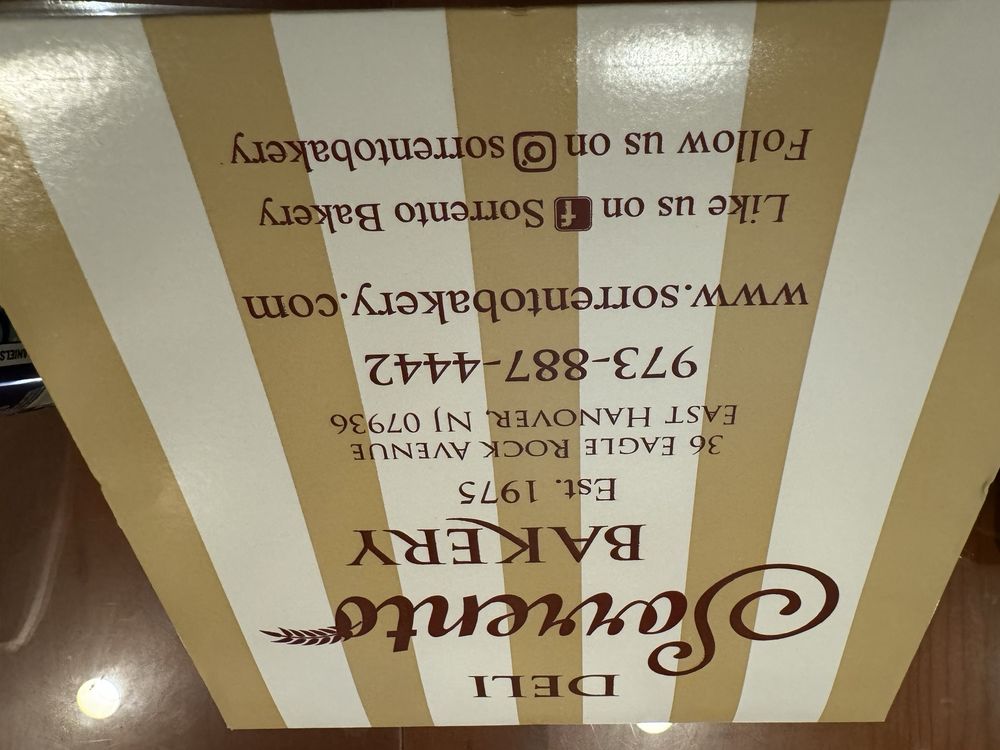 DELI
Sorrento
BAKERY
Est. 1975
36 EAGLE ROCK AVENUE
EAST HANOVER, NJ 07936
973-887-4442
www.sorrentobakery.com
Like us on f Sorrento Bakery
Follow us on sorrentobakery